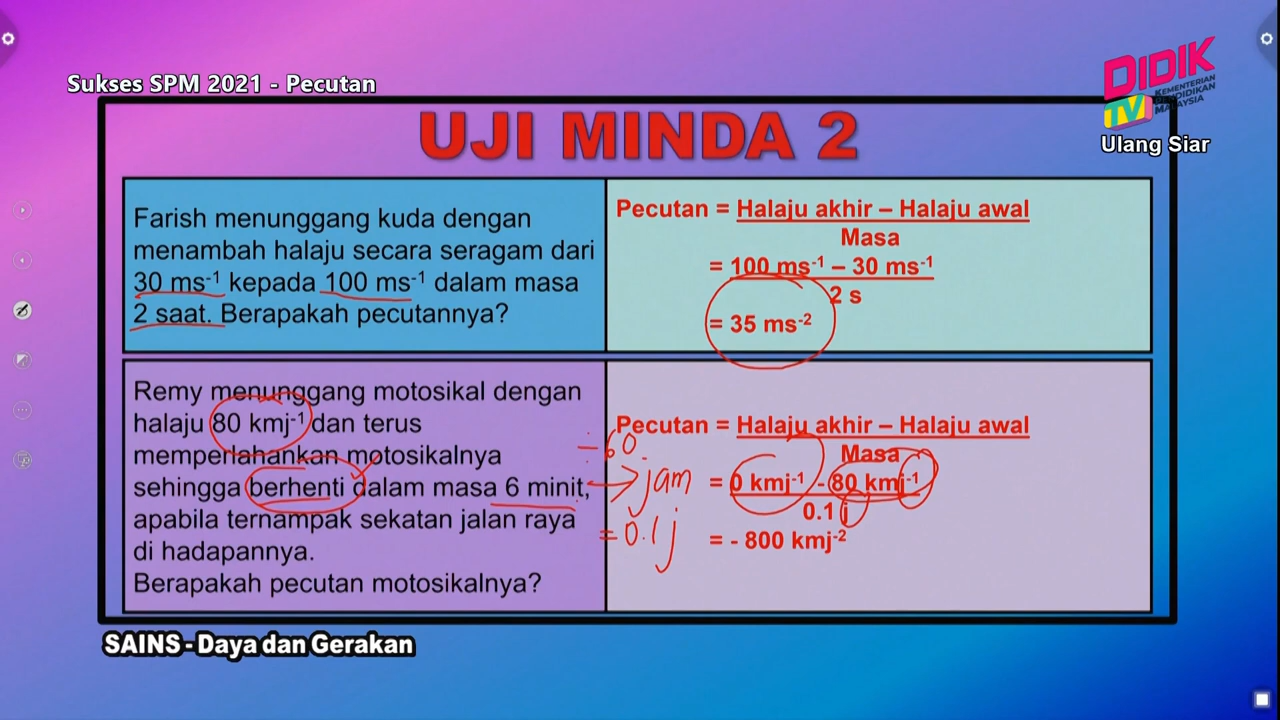 Sukses SPM 2021 - Pecutan
DIDIK
TV
KEMENTERIAN
PENDIDIKAN
MALAYSIA
Ulang Siar
UJI MINDA 2
Farish menunggang kuda dengan
menambah halaju secara seragam dari
30 ms⁻¹ kepada 100 ms⁻¹ dalam masa
2 saat. Berapakah pecutannya?
Pecutan = Halaju akhir – Halaju awal
Masa
= 100 ms⁻¹ – 30 ms⁻¹
2 s
= 35 ms⁻²
Remy menunggang motosikal dengan
halaju 80 kmj⁻¹ dan terus
memperlahankan motosikalnya
sehingga berhenti dalam masa 6 minit,
apabila ternampak sekatan jalan raya
di hadapannya.
Berapakah pecutan motosikalnya?
÷60
→ jam
= 0.1 j
Pecutan = Halaju akhir – Halaju awal
Masa
= 0 kmj⁻¹ - 80 kmj⁻¹
0.1 j
= - 800 kmj⁻²
SAINS - Daya dan Gerakan